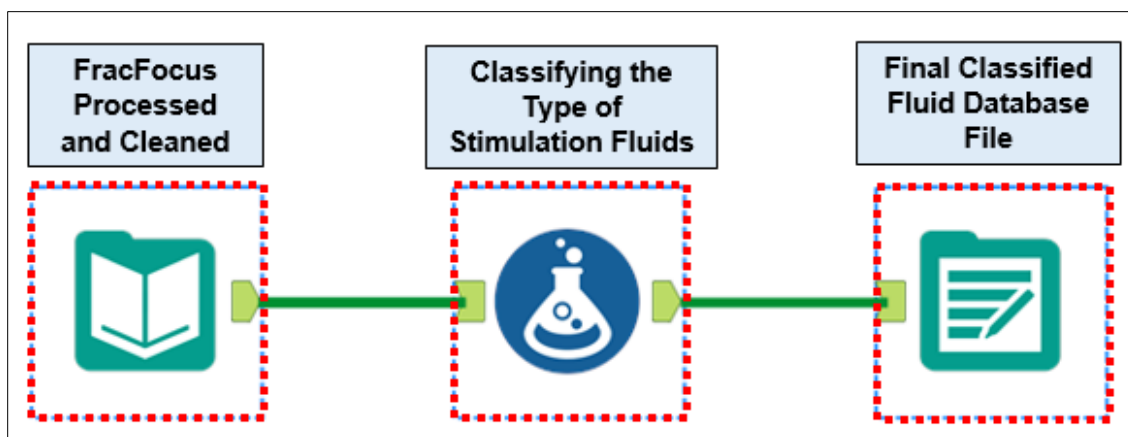 FracFocus
Processed
and Cleaned
Classifying the
Type of
Stimulation Fluids
Final Classified
Fluid Database
File